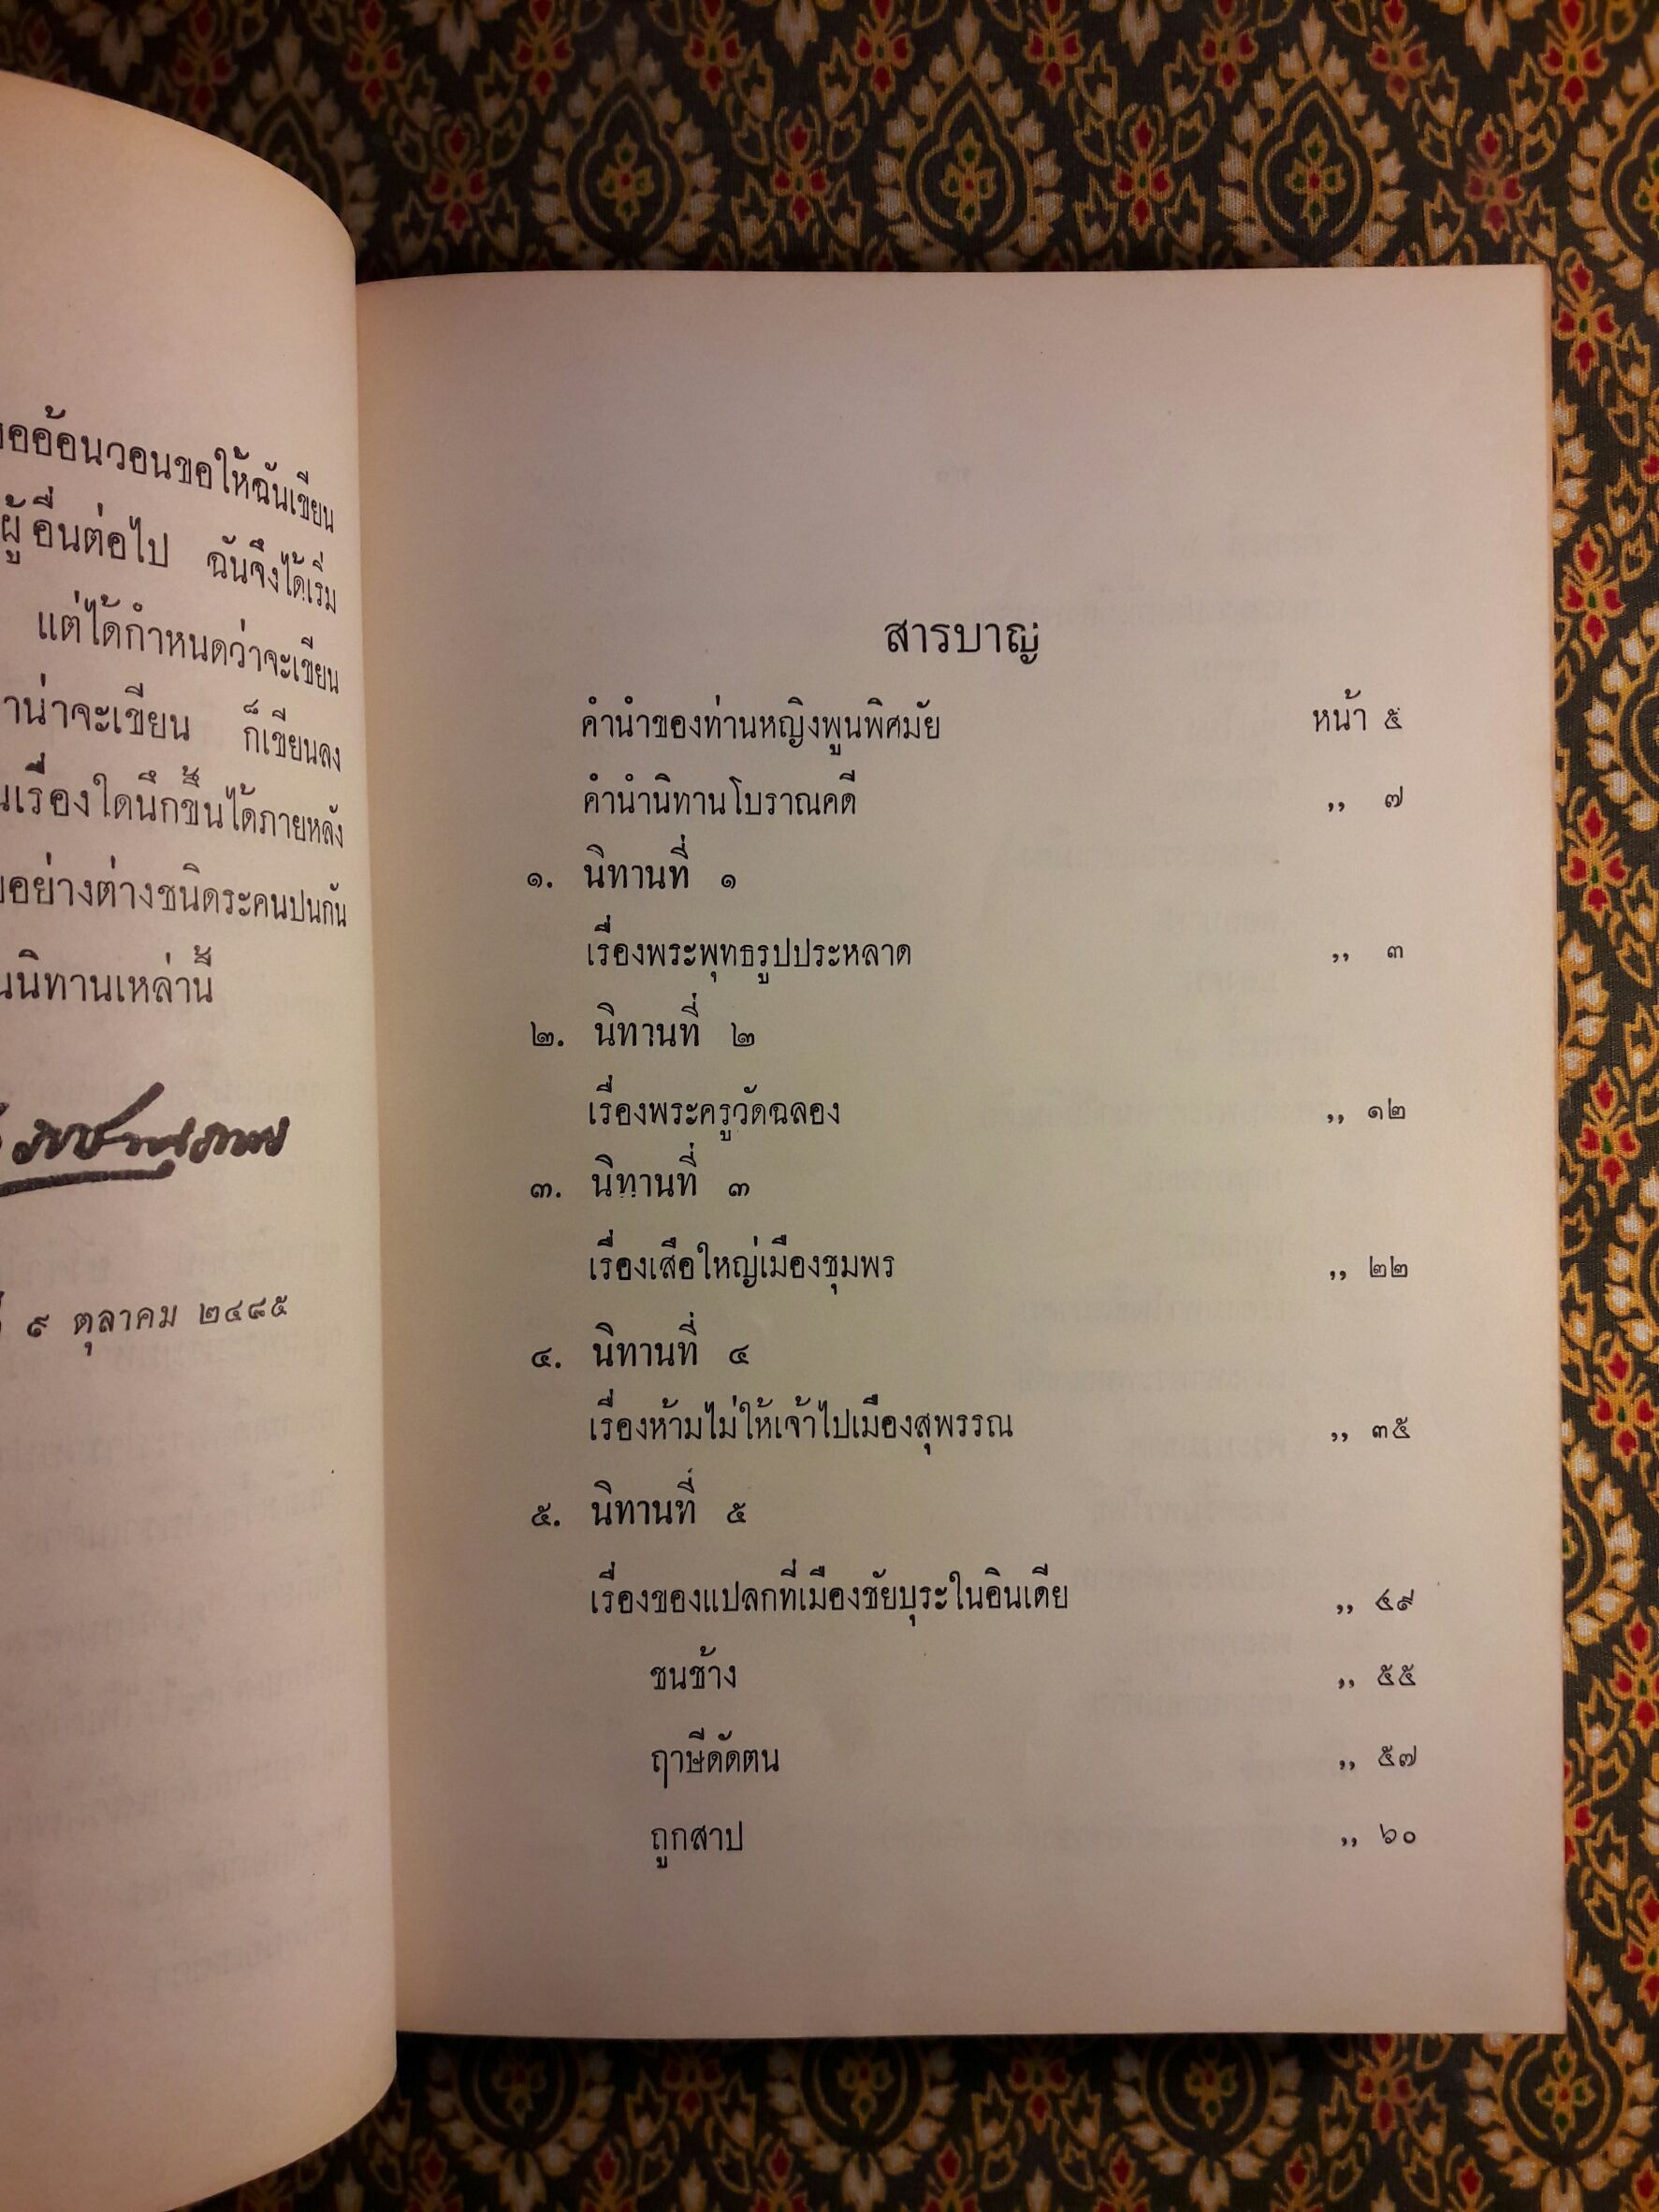 อ้อนวอนขอให้ฉันเขียน
ผู้อื่นต่อไป ฉันจึงได้เริ่ม
แต่ได้กำหนดว่าจะเขียน
น่าจะเขียน ก็เขียนลง
เรื่องใดนึกขึ้นได้ภายหลัง
อย่างต่างชนิดระคนปนกัน
นิทานเหล่านี้
๙ ตุลาคม ๒๔๘๕
สารบาญ
คำนำของท่านหญิงพูนพิศมัย หน้า ๕
คำนำนิทานโบราณคดี ,, ๗
๑. นิทานที่ ๑
เรื่องพระพุทธรูปประหลาด ,, ๓
๒. นิทานที่ ๒
เรื่องพระครูวัดฉลอง ,, ๑๒
๓. นิทานที่ ๓
เรื่องเสือใหญ่เมืองชุมพร ,, ๒๒
๔. นิทานที่ ๔
เรื่องห้ามไม่ให้เจ้าไปเมืองสุพรรณ ,, ๓๕
๕. นิทานที่ ๕
เรื่องของแปลกที่เมืองชัยบุระในอินเดีย ,, ๔๙
ชนช้าง ,, ๕๕
ฤาษีดัดตน ,, ๕๗
ถูกสาป ,, ๖๐